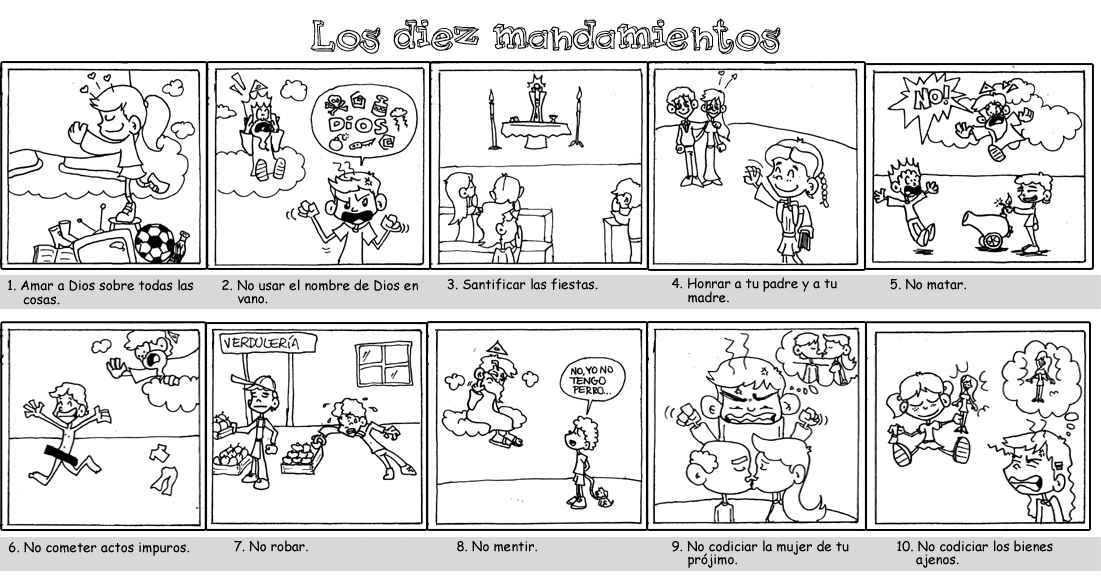 Los diez mandamientos
DiOS
NO!
1. Amar a Dios sobre todas las
cosas.
2. No usar el nombre de Dios en
vano.
3. Santificar las fiestas.
4. Honrar a tu padre y a tu
madre.
5. No matar.
VERDULERíA
NO, YO NO
TENGO
PERRO...
6. No cometer actos impuros.
7. No robar.
8. No mentir.
9. No codiciar la mujer de tu
prójimo.
10. No codiciar los bienes
ajenos.